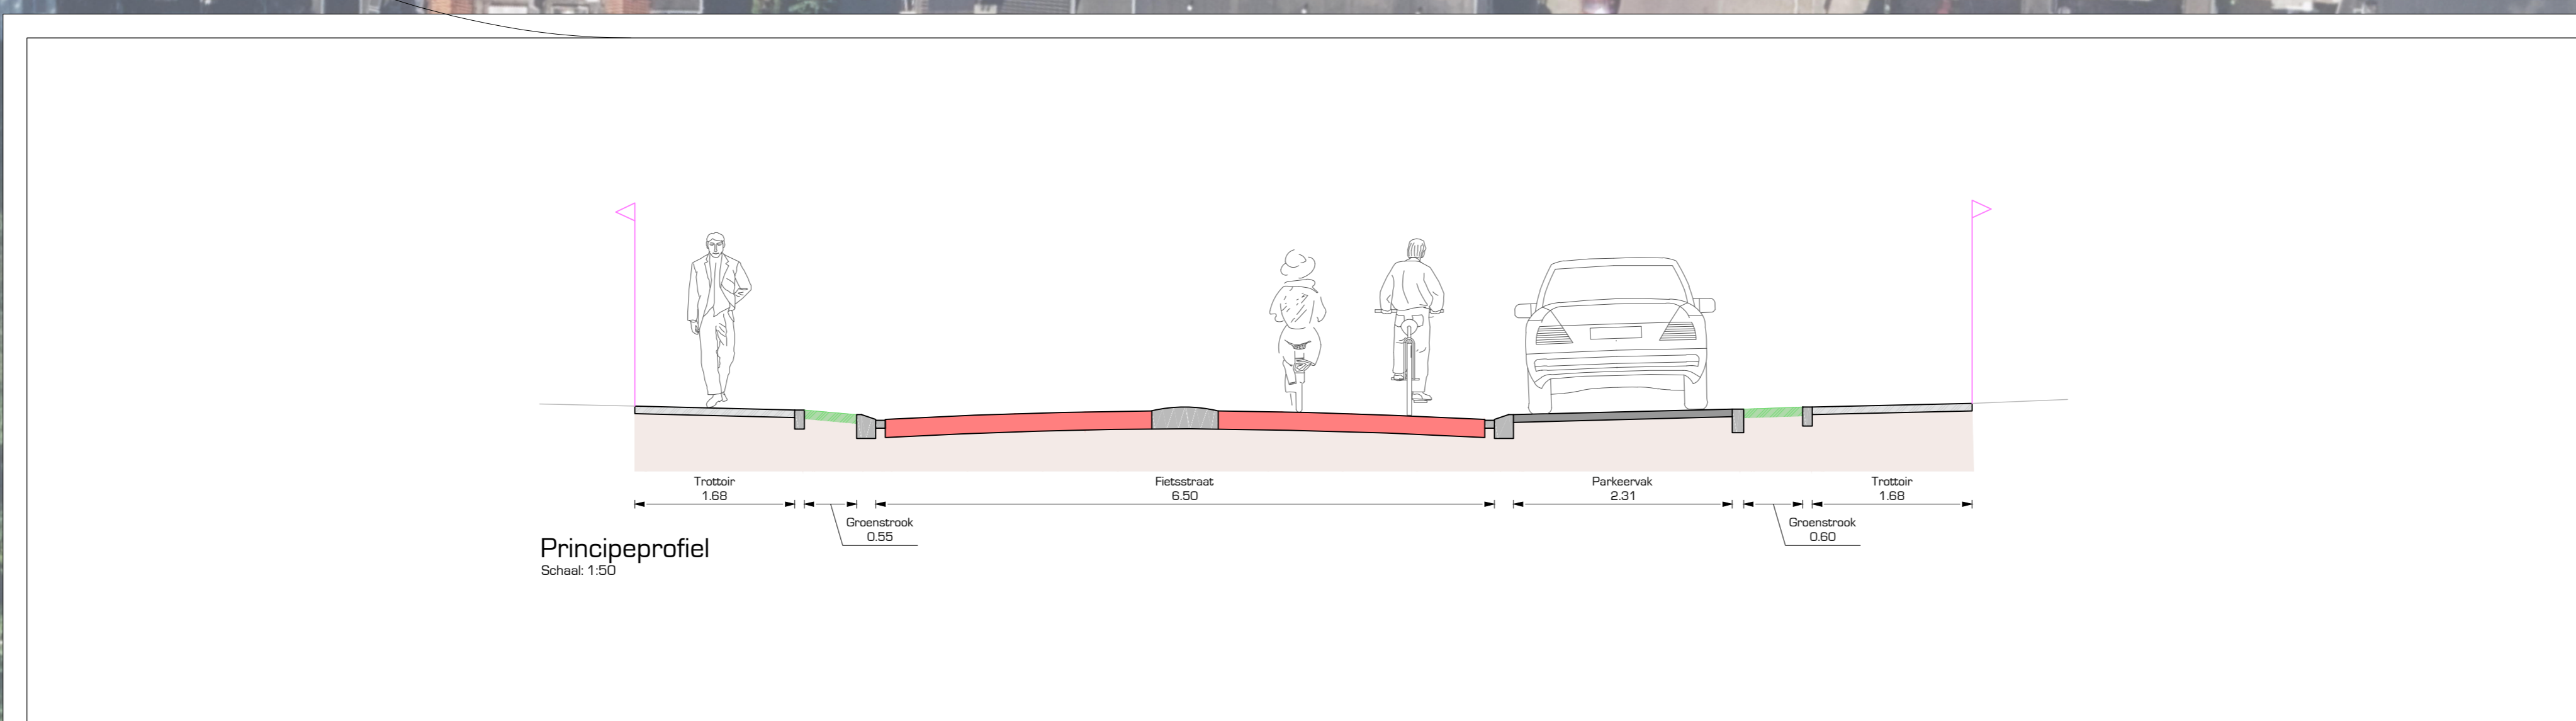 Trottoir
1.68
Groenstrook
0.55
Fietsstraat
6.50
Parkeervak
2.31
Groenstrook
0.60
Trottoir
1.68
Principeprofiel
Schaal: 1:50